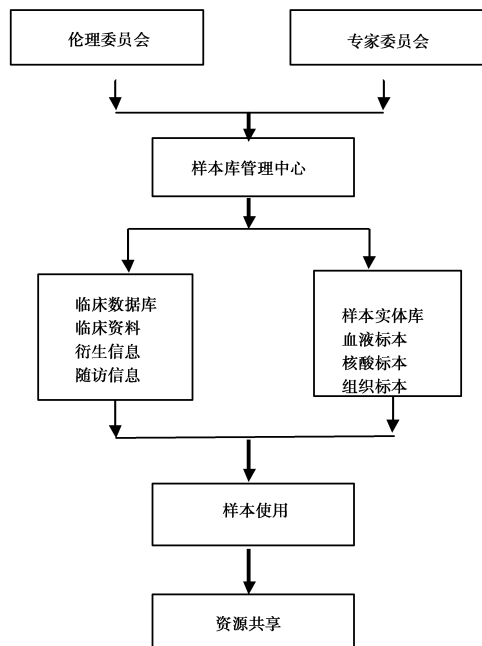 伦理委员会
专家委员会
样本库管理中心
临床数据库
临床资料
衍生信息
随访信息
样本实体库
血液标本
核酸标本
组织标本
样本使用
资源共享